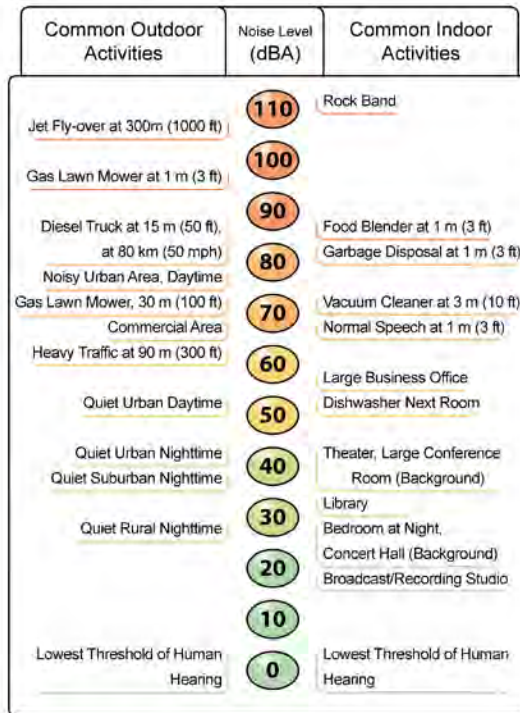 Common Outdoor
Activities
Noise Level
(dBA)
Common Indoor
Activities
110
Rock Band
Jet Fly-over at 300m (1000 ft)
100
Gas Lawn Mower at 1 m (3 ft)
90
Diesel Truck at 15 m (50 ft),
at 80 km (50 mph)
Food Blender at 1 m (3 ft)
Garbage Disposal at 1 m (3 ft)
80
Noisy Urban Area, Daytime
Gas Lawn Mower, 30 m (100 ft)
70
Vacuum Cleaner at 3 m (10 ft)
Commercial Area
Normal Speech at 1 m (3 ft)
Heavy Traffic at 90 m (300 ft)
60
Large Business Office
Quiet Urban Daytime
50
Dishwasher Next Room
Quiet Urban Nighttime
Quiet Suburban Nighttime
40
Theater, Large Conference
Room (Background)
30
Library
Quiet Rural Nighttime
Bedroom at Night,
Concert Hall (Background)
20
Broadcast/Recording Studio
10
Lowest Threshold of Human
Hearing
0
Lowest Threshold of Human
Hearing